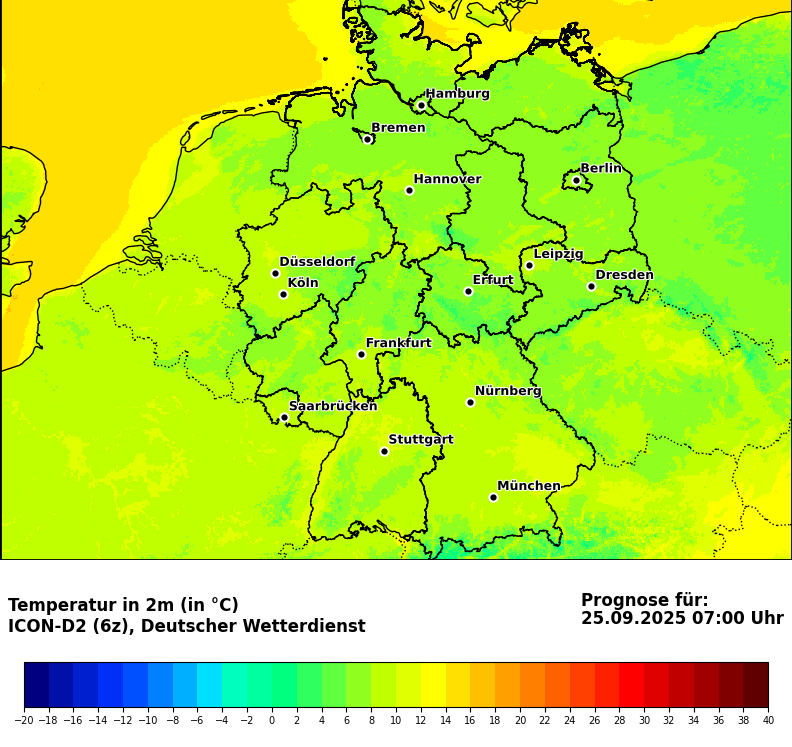 Hamburg
Bremen
Berlin
Hannover
Leipzig
Düsseldorf
Dresden
Köln
Erfurt
Frankfurt
Nürnberg
Saarbrücken
Stuttgart
München
Temperatur in 2m (in °C)
ICON-D2 (6z), Deutscher Wetterdienst
Prognose für:
25.09.2025 07:00 Uhr
−20 −18 −16 −14 −12 −10 −8 −6 −4 −2 0 2 4 6 8 10 12 14 16 18 20 22 24 26 28 30 32 34 36 38 40